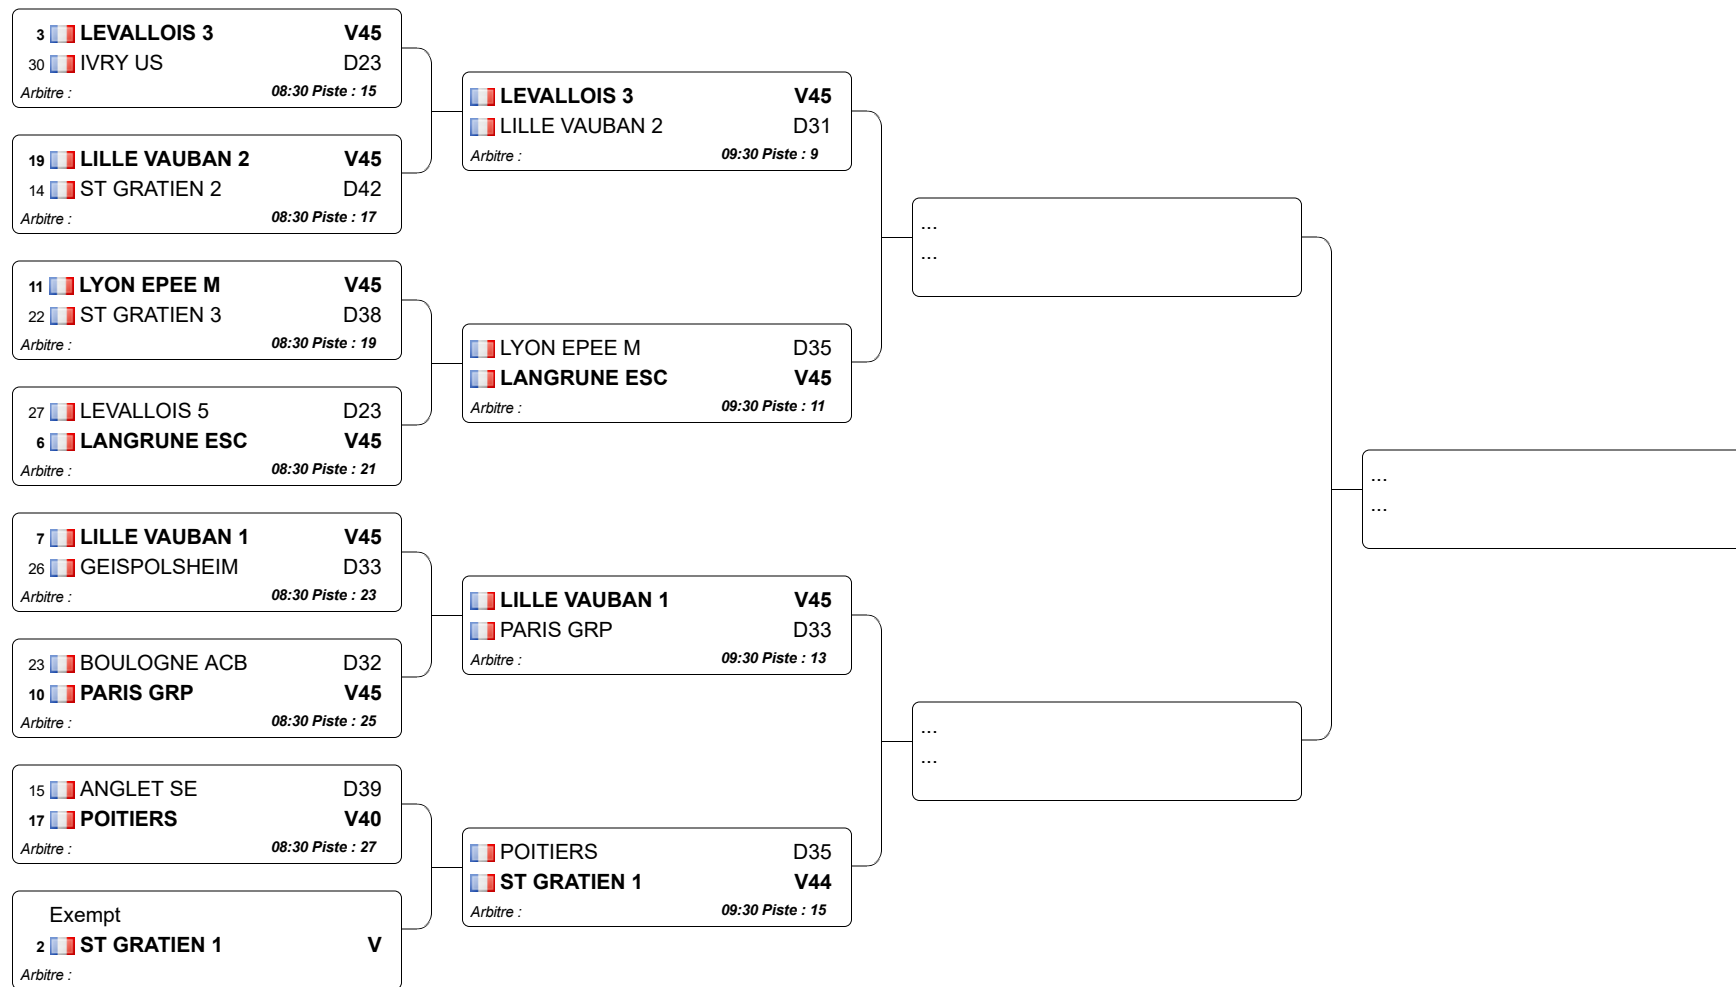 3 LEVALLOIS 3 V45
30 IVRY US D23
Arbitre : 08:30 Piste : 15
19 LILLE VAUBAN 2 V45
14 ST GRATIEN 2 D42
Arbitre : 08:30 Piste : 17
11 LYON EPEE M V45
22 ST GRATIEN 3 D38
Arbitre : 08:30 Piste : 19
27 LEVALLOIS 5 D23
6 LANGRUNE ESC V45
Arbitre : 08:30 Piste : 21
7 LILLE VAUBAN 1 V45
26 GEISPOLSHEIM D33
Arbitre : 08:30 Piste : 23
23 BOULOGNE ACB D32
10 PARIS GRP V45
Arbitre : 08:30 Piste : 25
15 ANGLET SE D39
17 POITIERS V40
Arbitre : 08:30 Piste : 27
Exempt
2 ST GRATIEN 1 V
Arbitre :
LEVALLOIS 3 V45
LILLE VAUBAN 2 D31
Arbitre : 09:30 Piste : 9
LYON EPEE M D35
LANGRUNE ESC V45
Arbitre : 09:30 Piste : 11
LILLE VAUBAN 1 V45
PARIS GRP D33
Arbitre : 09:30 Piste : 13
POITIERS D35
ST GRATIEN 1 V44
Arbitre : 09:30 Piste : 15
...
...
...
...
...
...